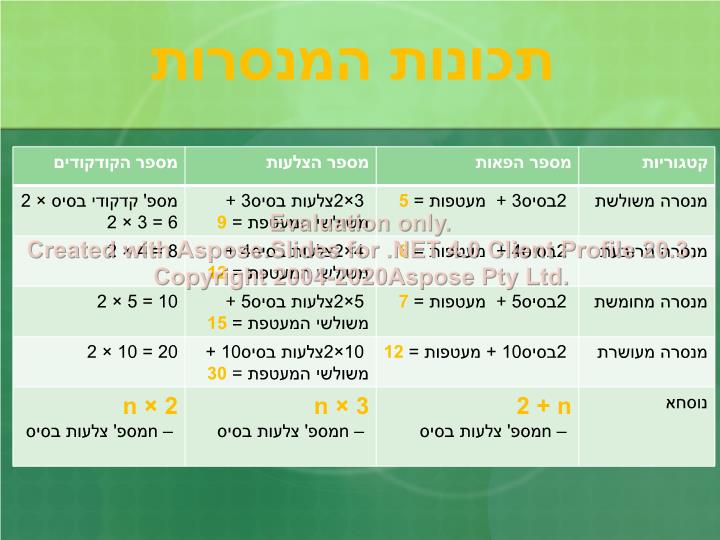 תכונות המנסרות
קטגוריות
מספר הפאות
מספר הצלעות
מספר הקודקודים
מנסרה משולשת
2בסיס3 + מעטפות = 5
3×2צלעות בסיס3 +
משולשי המעטפת = 9
מספ' קדקודי בסיס × 2
2 × 3 = 6
מנסרה מרובעת
2בסיס4+ מעטפות = 6
4×2צלעות בסיס4 +
משולשי המעטפת = 12
2 × 4 = 8
מנסרה מחומשת
2בסיס5 + מעטפות = 7
5×2צלעות בסיס5 +
משולשי המעטפת = 15
2 × 5 = 10
מנסרה מעושרת
2בסיס10 + מעטפות = 12
10×2צלעות בסיס10 +
משולשי המעטפת = 30
2 × 10 = 20
נוסחא
2 + n
– nמספ' צלעות בסיס
n × 3
– nמספ' צלעות בסיס
n × 2
– nמספ' צלעות בסיס
Evaluation only.
Created with Aspose.Slides for .NET 4.0 Client Profile 20.3.
Copyright 2004-2020Aspose Pty Ltd.